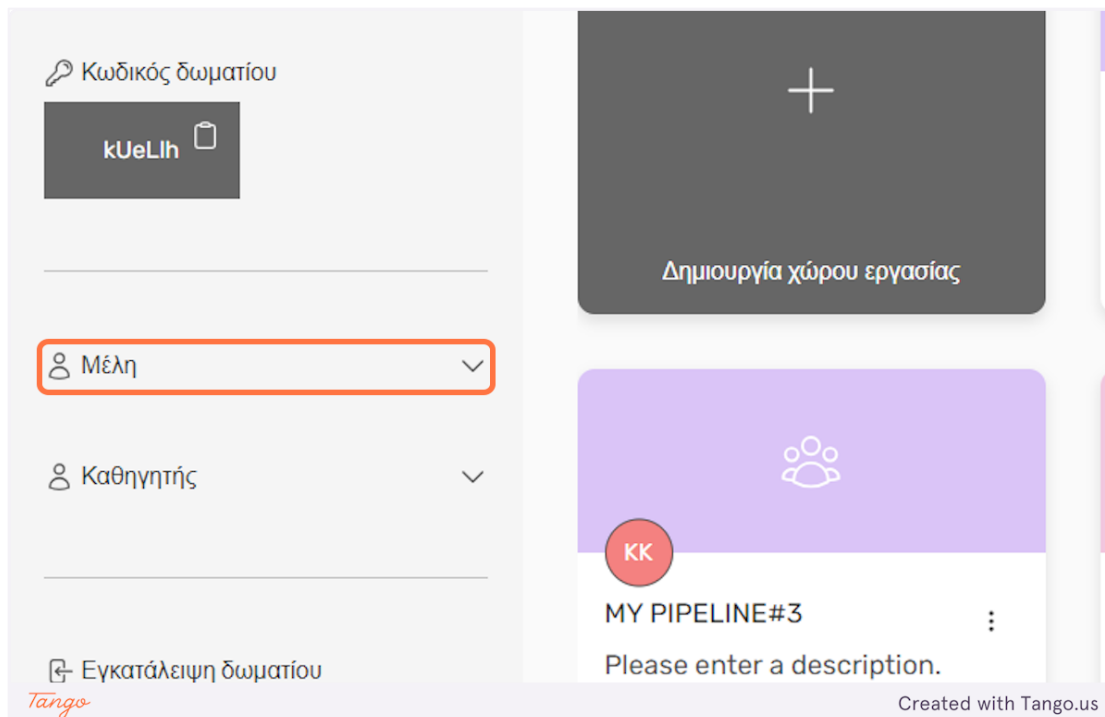 Κωδικός δωματίου
kUeLlh
Μέλη
Καθηγητής
Εγκατάλειψη δωματίου
Δημιουργία χώρου εργασίας
KK
MY PIPELINE#3
Please enter a description.
Tango
Created with Tango.us